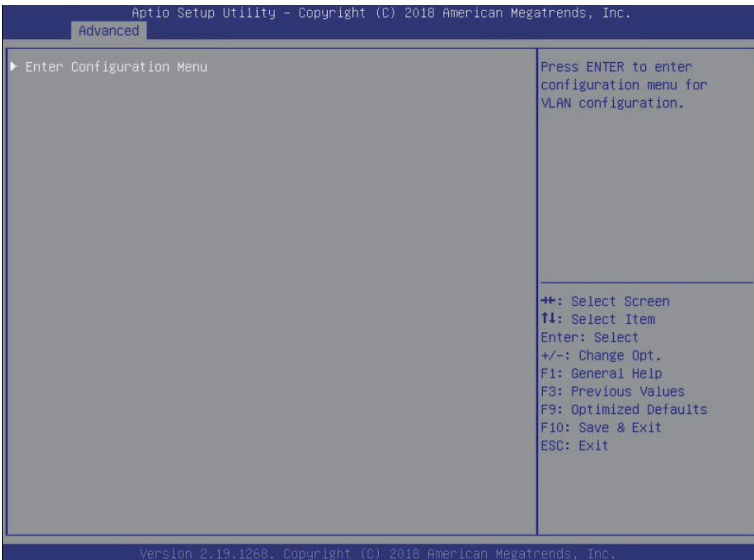 Aptio Setup Utility – Copyright (C) 2018 American Megatrends, Inc.
Advanced
▶ Enter Configuration Menu
Press ENTER to enter
configuration menu for
VLAN configuration.
→←: Select Screen
↑↓: Select Item
Enter: Select
+/-: Change Opt.
F1: General Help
F3: Previous Values
F9: Optimized Defaults
F10: Save & Exit
ESC: Exit
Version 2.19.1268. Copyright (C) 2018 American Megatrends, Inc.